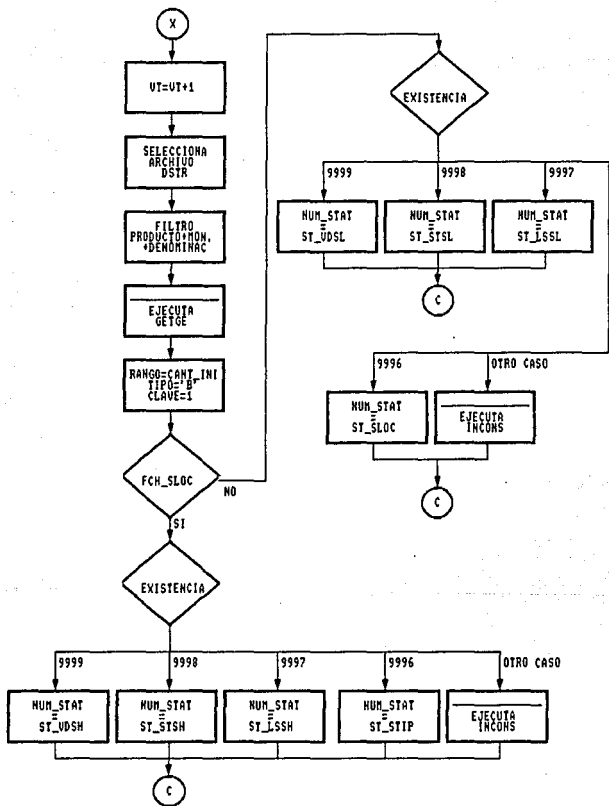 X
VT=VT+1
SELECCIONA
ARCHIVO
DSTR
FILTRO
PRODUCTO+MON.
+DENOMINAC
EJECUTA
GETGE
RANGO=CANT_INI
TIPO='B'
CLAVE=1
FCH_SLOC
NO
SI
EXISTENCIA
9999
NUM_STAT
=
ST_VDSL
9998
NUM_STAT
=
ST_STSL
9997
NUM_STAT
=
ST_LSSL
C
9996
NUM_STAT
=
ST_SLOC
OTRO CASO
EJECUTA
INCONS
C
EXISTENCIA
9999
NUM_STAT
=
ST_VDSH
9998
NUM_STAT
=
ST_STSH
9997
NUM_STAT
=
ST_LSSH
9996
NUM_STAT
=
ST_STIP
OTRO CASO
EJECUTA
INCONS
C